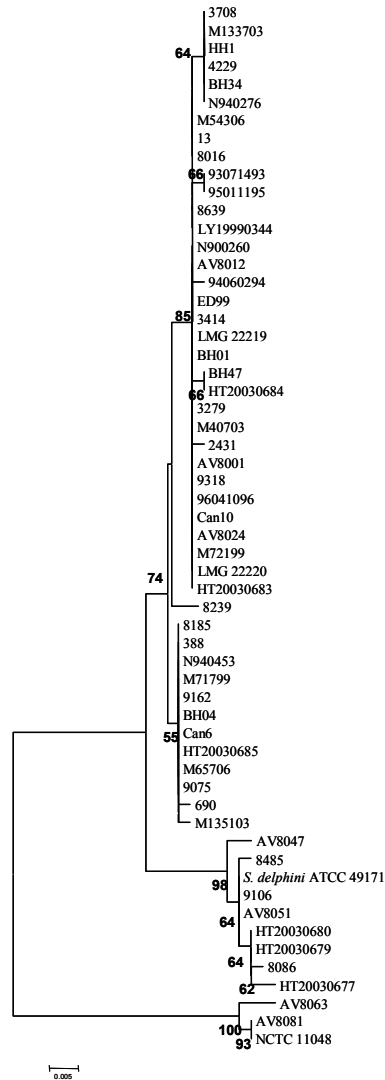 3708
M133703
HH1
64
4229
BH34
N940276
M54306
13
8016
66
93071493
95011195
8639
LY19990344
N900260
AV8012
94060294
ED99
85
3414
LMG 22219
BH01
BH47
66
HT20030684
3279
M40703
2431
AV8001
9318
96041096
Can10
AV8024
M72199
LMG 22220
74
HT20030683
8239
8185
388
N940453
M71799
9162
BH04
55
Can6
HT20030685
M65706
9075
690
M135103
AV8047
8485
S. delphini ATCC 49171
98
9106
AV8051
64
HT20030680
HT20030679
64
8086
62
HT20030677
AV8063
AV8081
100
93
NCTC 11048
0.005